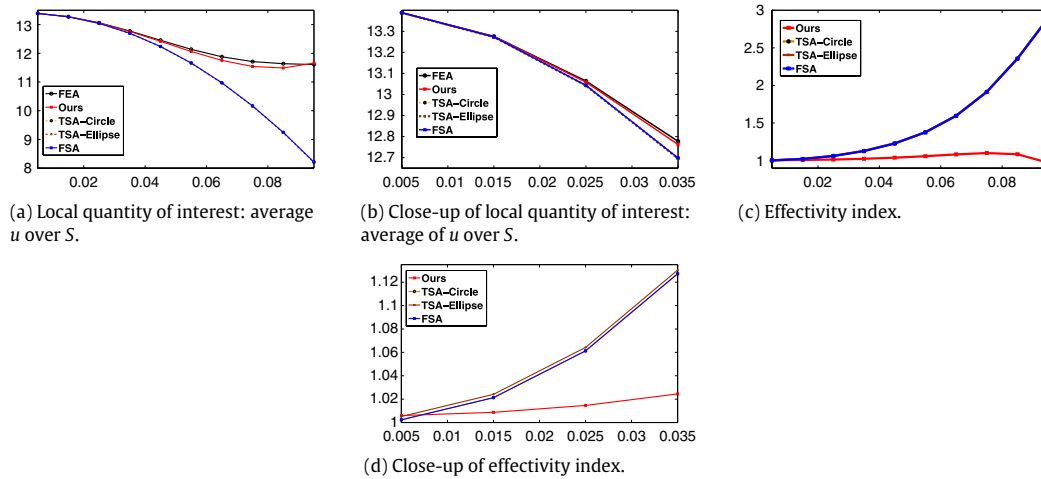 13
12
11
10
9
8
0.02 0.04 0.06 0.08
FEA
Ours
TSA–Circle
TSA–Ellipse
FSA
(a) Local quantity of interest: average
u over S.
13.3
13.2
13.1
13
12.9
12.8
12.7
0.005 0.01 0.015 0.02 0.025 0.03 0.035
FEA
Ours
TSA–Circle
TSA–Ellipse
FSA
(b) Close-up of local quantity of interest:
average of u over S.
3
2.5
2
1.5
1
0.02 0.04 0.06 0.08
Ours
TSA–Circle
TSA–Ellipse
FSA
(c) Effectivity index.
1.12
1.1
1.08
1.06
1.04
1.02
1
0.005 0.01 0.015 0.02 0.025 0.03 0.035
Ours
TSA–Circle
TSA–Ellipse
FSA
(d) Close-up of effectivity index.